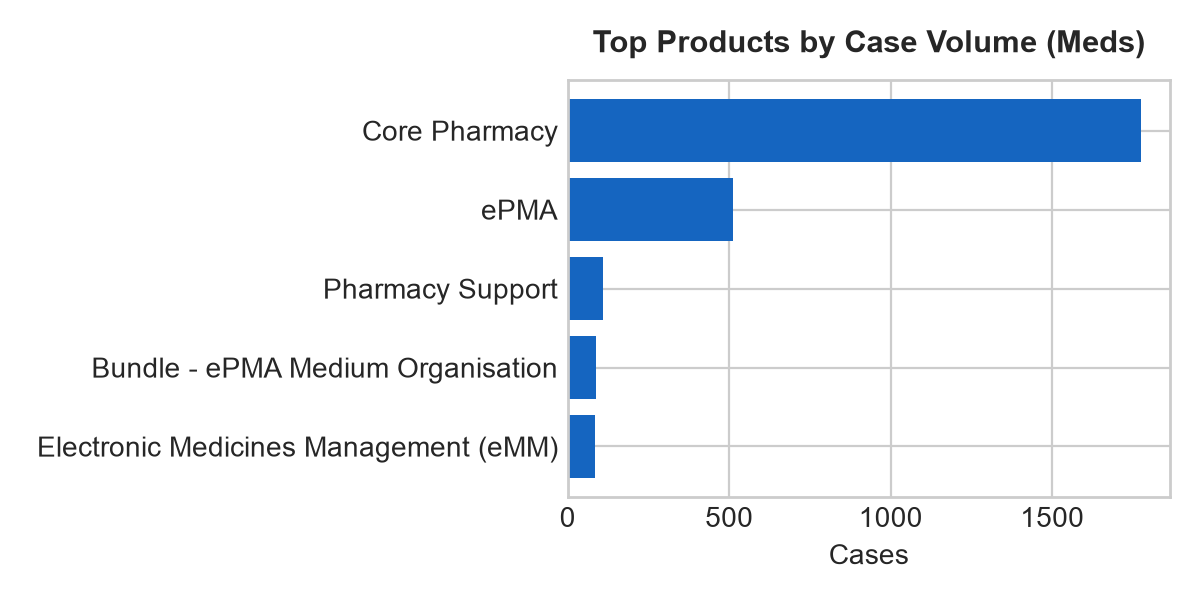 Top Products by Case Volume (Meds)
Core Pharmacy
ePMA
Pharmacy Support
Bundle - ePMA Medium Organisation
Electronic Medicines Management (eMM)
0 500 1000 1500
Cases